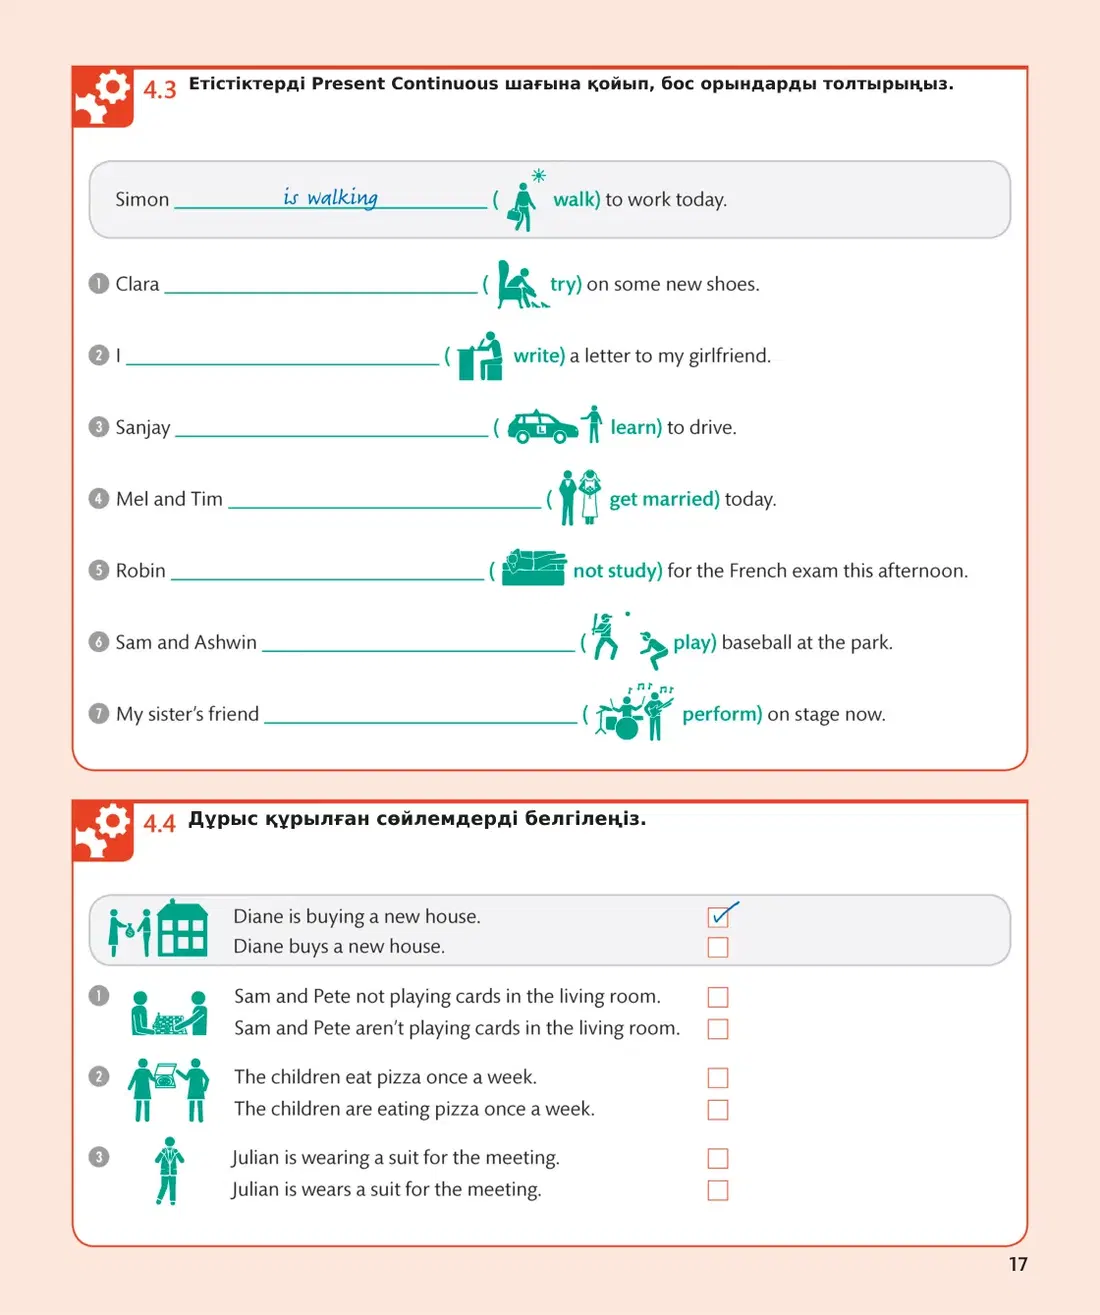 4.3 Етістіктерді Present Continuous шағына қойып, бос орындарды толтырыңыз.
Simon is walking ( walk) to work today.
1 Clara ( try) on some new shoes.
2 I ( write) a letter to my girlfriend.
3 Sanjay ( learn) to drive.
4 Mel and Tim ( get married) today.
5 Robin ( not study) for the French exam this afternoon.
6 Sam and Ashwin ( play) baseball at the park.
7 My sister’s friend ( perform) on stage now.
4.4 Дұрыс құрылған сөйлемдерді белгілеңіз.
Diane is buying a new house.
Diane buys a new house.
1 Sam and Pete not playing cards in the living room.
Sam and Pete aren’t playing cards in the living room.
2 The children eat pizza once a week.
The children are eating pizza once a week.
3 Julian is wearing a suit for the meeting.
Julian is wears a suit for the meeting.
17